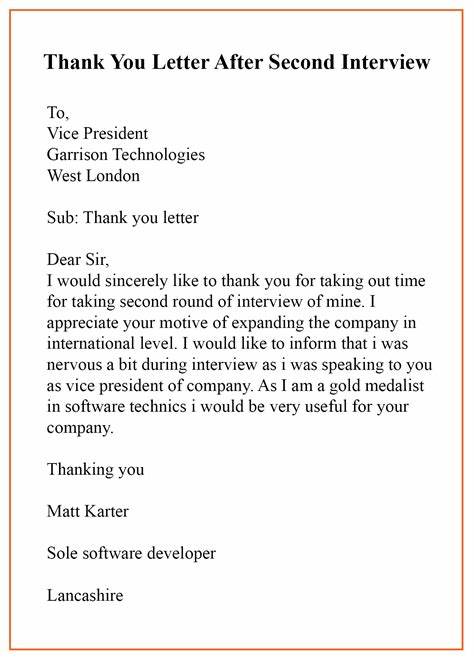 Thank You Letter After Second Interview
To,
Vice President
Garrison Technologies
West London
Sub: Thank you letter
Dear Sir,
I would sincerely like to thank you for taking out time
for taking second round of interview of mine. I
appreciate your motive of expanding the company in
international level. I would like to inform that i was
nervous a bit during interview as i was speaking to you
as vice president of company. As I am a gold medalist
in software technics i would be very useful for your
company.
Thanking you
Matt Karter
Sole software developer
Lancashire